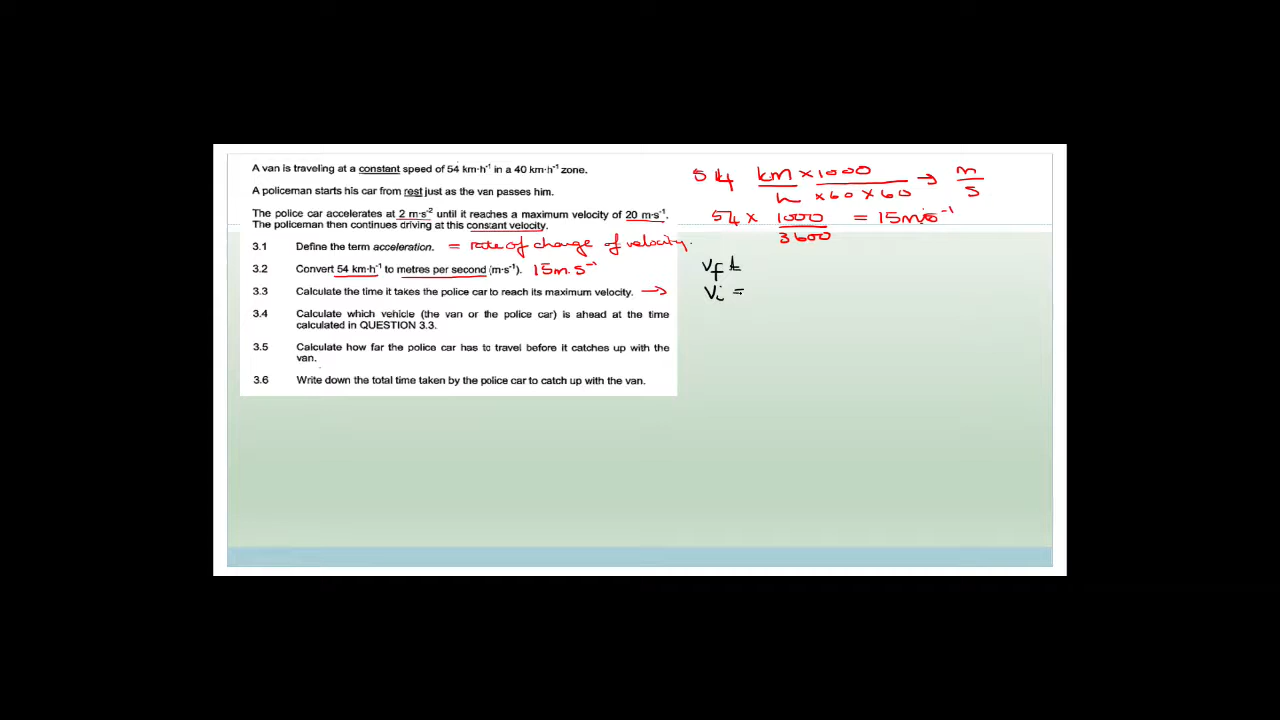 A van is traveling at a constant speed of 54 km·h⁻¹ in a 40 km·h⁻¹ zone.
A policeman starts his car from rest just as the van passes him.
The police car accelerates at 2 m·s⁻² until it reaches a maximum velocity of 20 m·s⁻¹.
The policeman then continues driving at this constant velocity.
3.1 Define the term acceleration. = rate of change of velocity.
3.2 Convert 54 km·h⁻¹ to metres per second (m·s⁻¹). 15m.s⁻¹
3.3 Calculate the time it takes the police car to reach its maximum velocity. →
3.4 Calculate which vehicle (the van or the police car) is ahead at the time
calculated in QUESTION 3.3.
3.5 Calculate how far the police car has to travel before it catches up with the
van.
3.6 Write down the total time taken by the police car to catch up with the van.
54 km × 1000 → m
h × 60 × 60 s
54 × 1000 = 15m·s⁻¹
3600
vf =
vi =